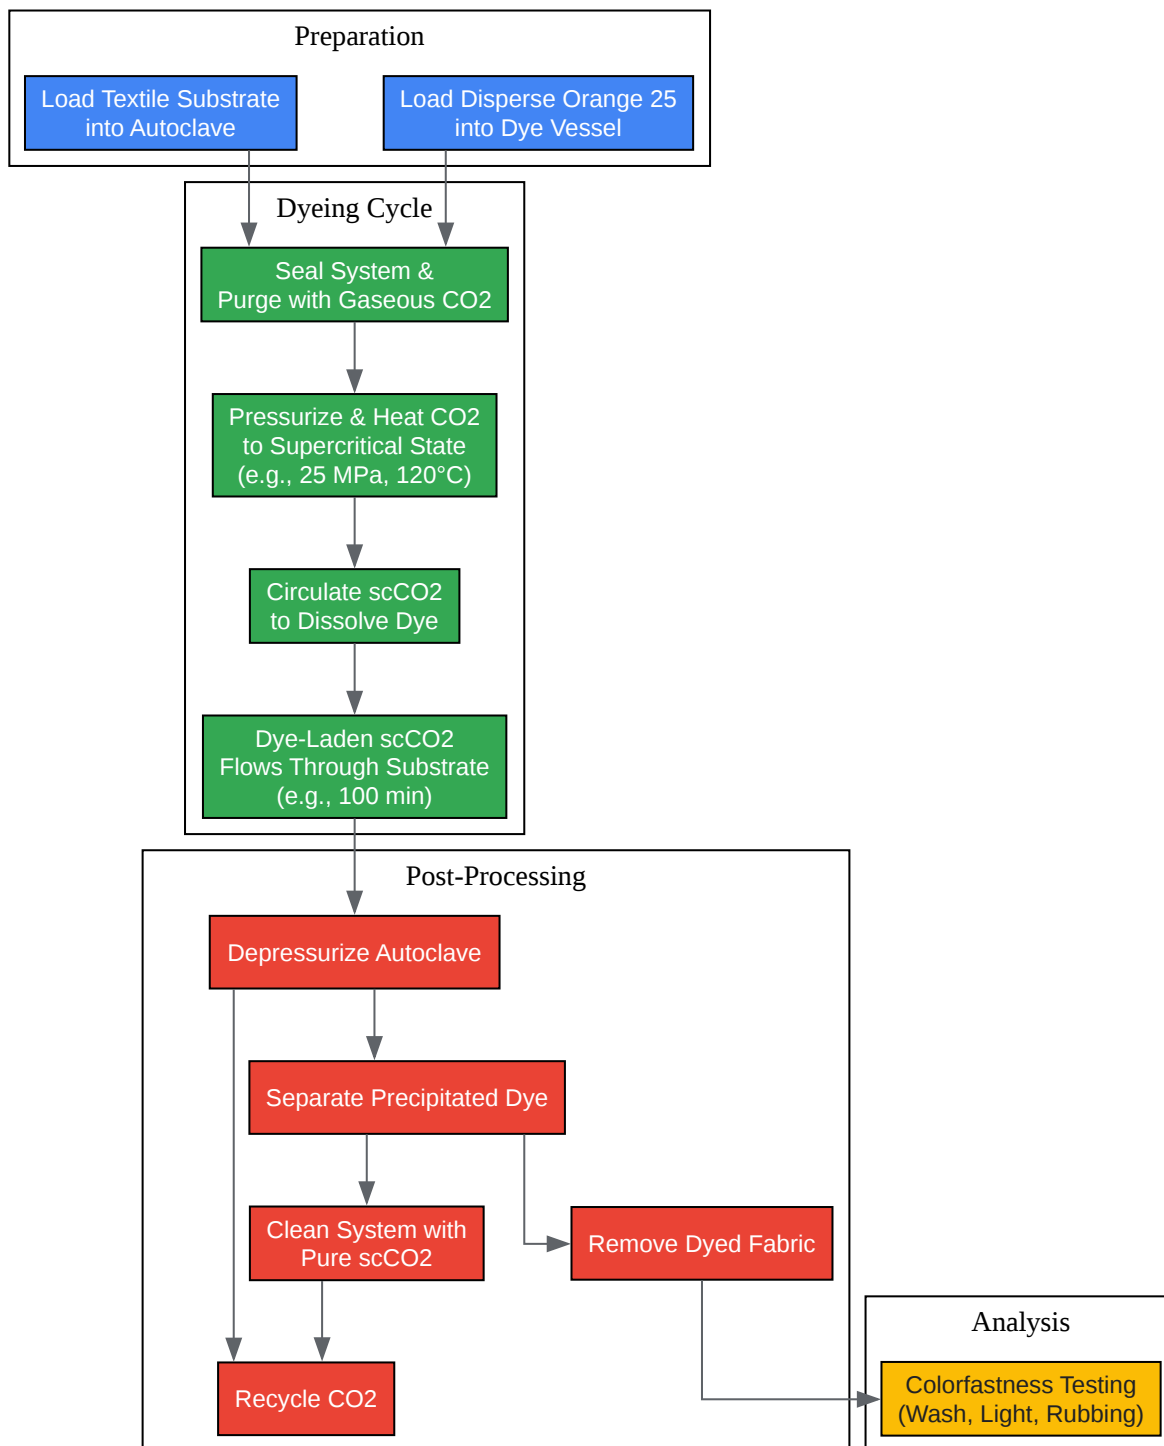 Preparation
Load Textile Substrate
into Autoclave
Load Disperse Orange 25
into Dye Vessel
Dyeing Cycle
Seal System &
Purge with Gaseous CO2
Pressurize & Heat CO2
to Supercritical State
(e.g., 25 MPa, 120°C)
Circulate scCO2
to Dissolve Dye
Dye-Laden scCO2
Flows Through Substrate
(e.g., 100 min)
Post-Processing
Depressurize Autoclave
Separate Precipitated Dye
Clean System with
Pure scCO2
Remove Dyed Fabric
Recycle CO2
Analysis
Colorfastness Testing
(Wash, Light, Rubbing)